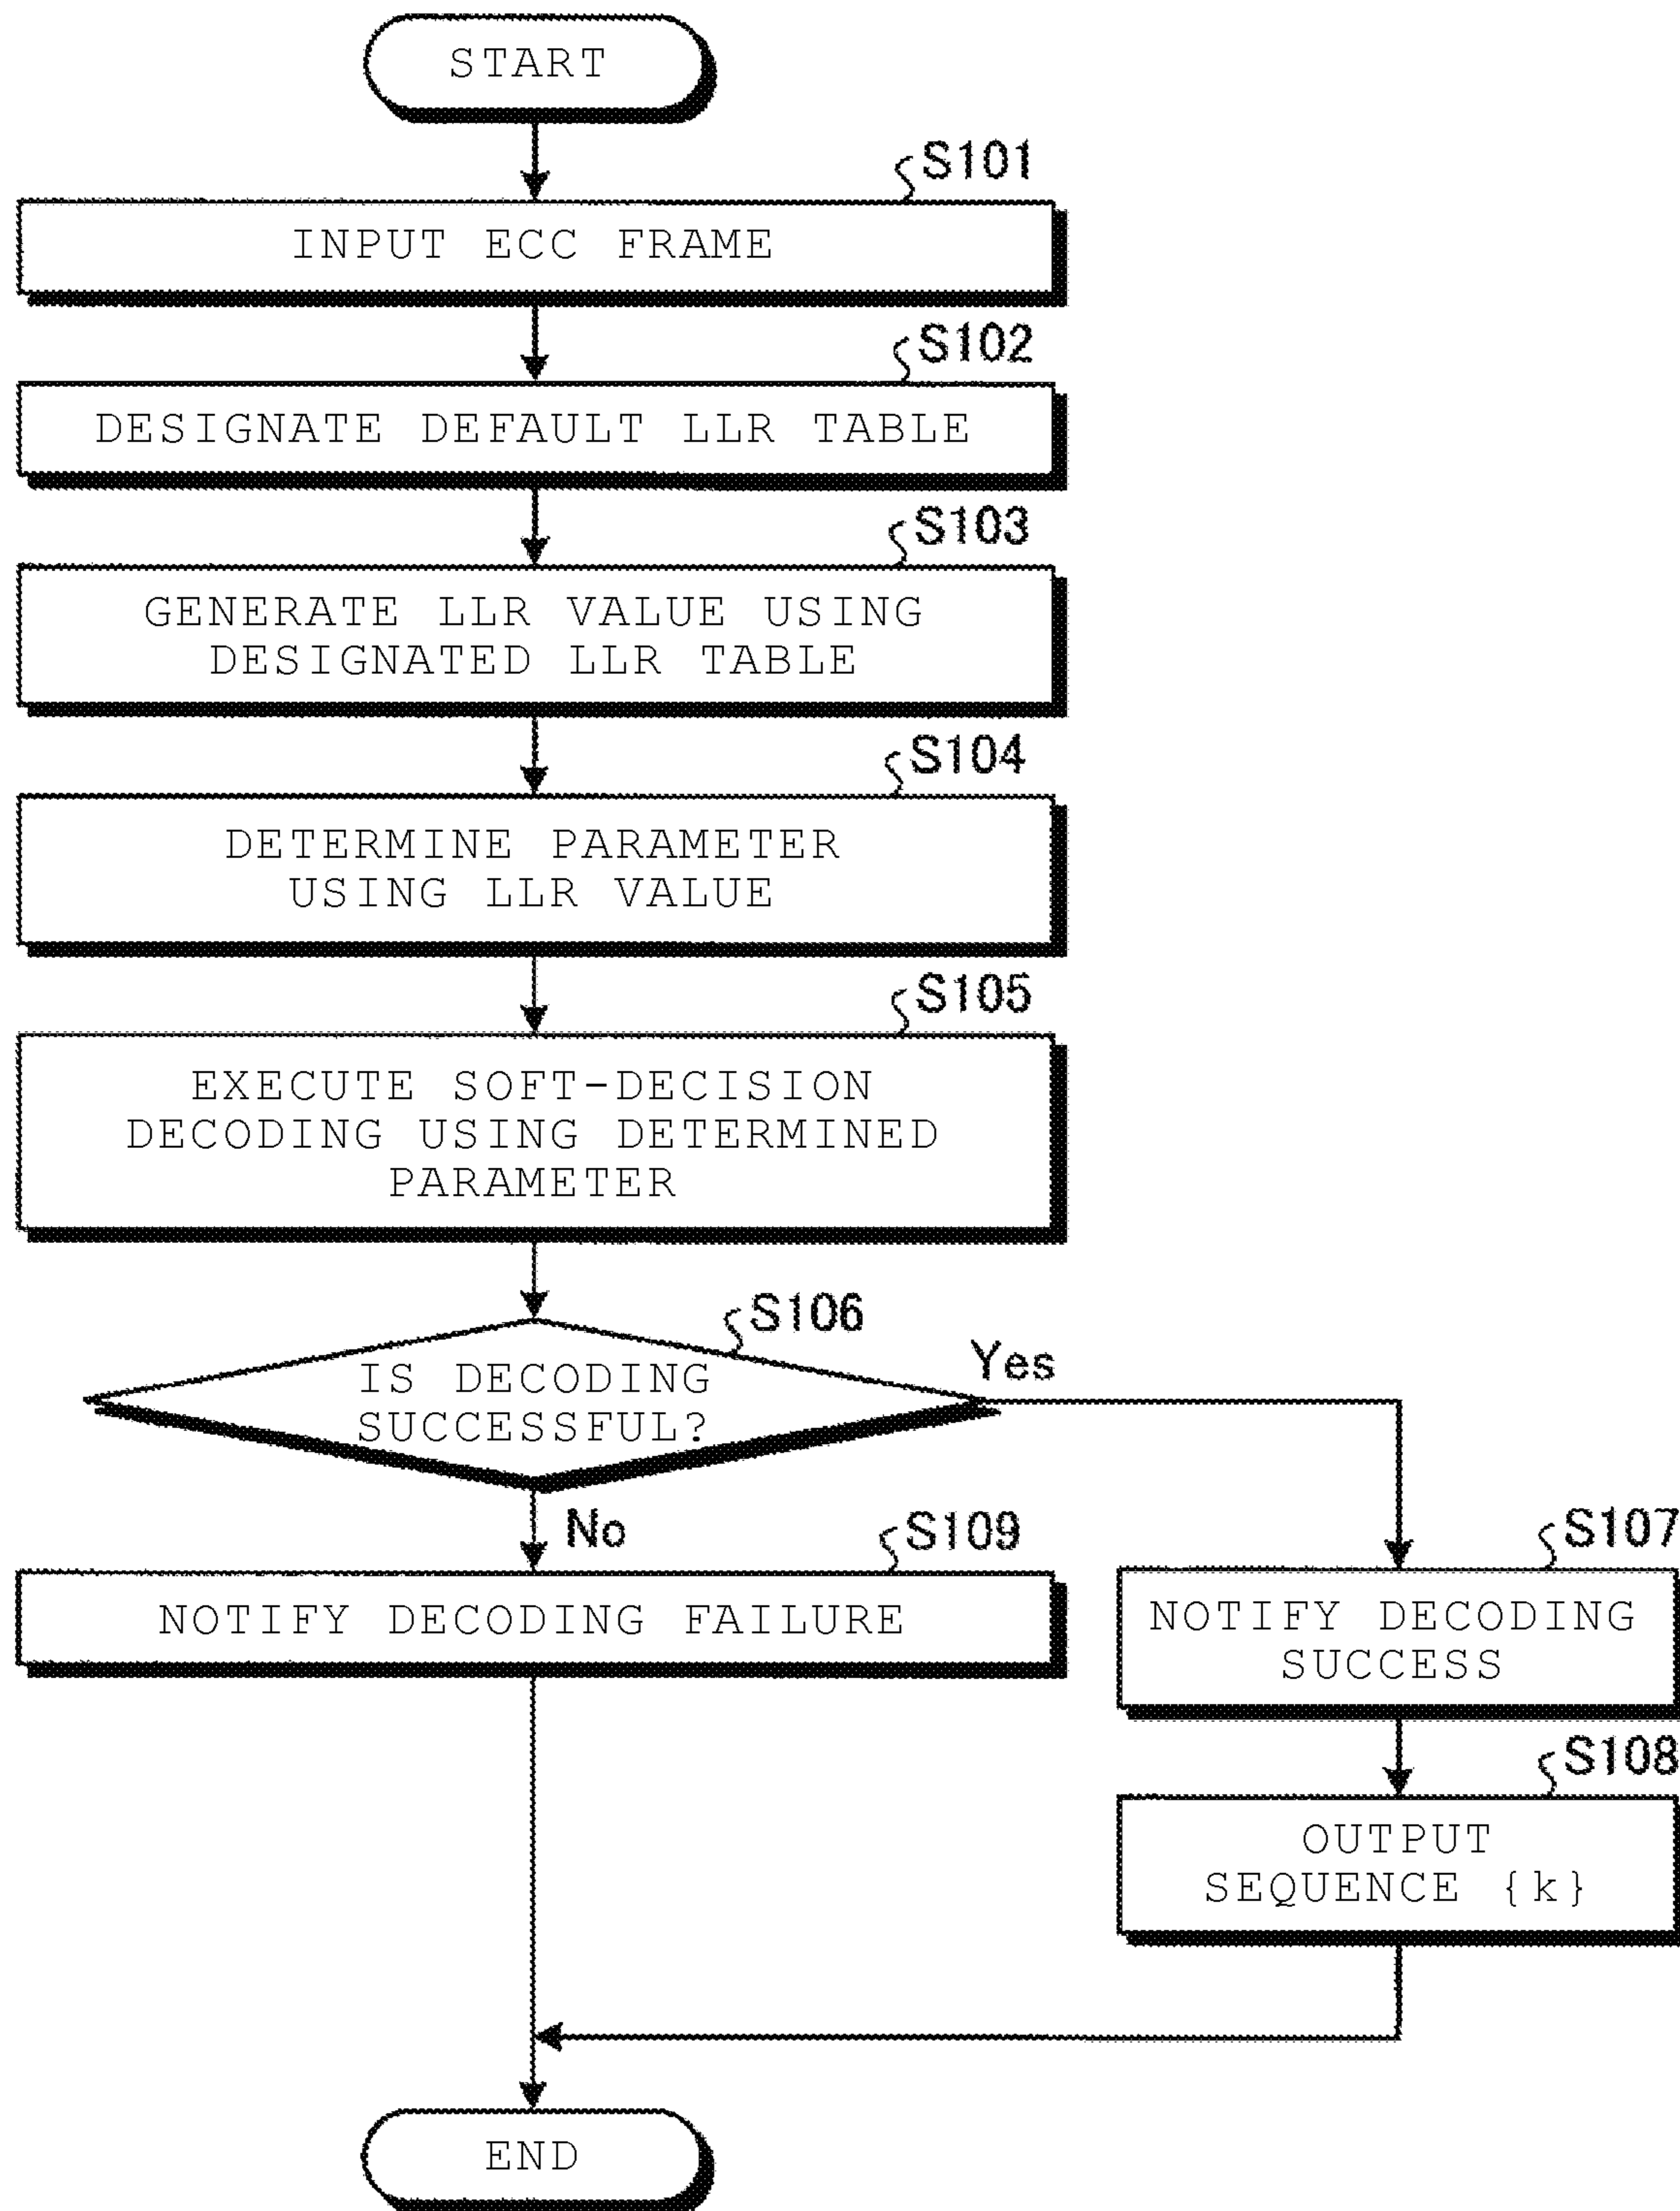 START
S101
INPUT ECC FRAME
S102
DESIGNATE DEFAULT LLR TABLE
S103
GENERATE LLR VALUE USING
DESIGNATED LLR TABLE
S104
DETERMINE PARAMETER
USING LLR VALUE
S105
EXECUTE SOFT-DECISION
DECODING USING DETERMINED
PARAMETER
S106
IS DECODING
SUCCESSFUL?
Yes
No
S109
NOTIFY DECODING FAILURE
S107
NOTIFY DECODING
SUCCESS
S108
OUTPUT
SEQUENCE {k}
END